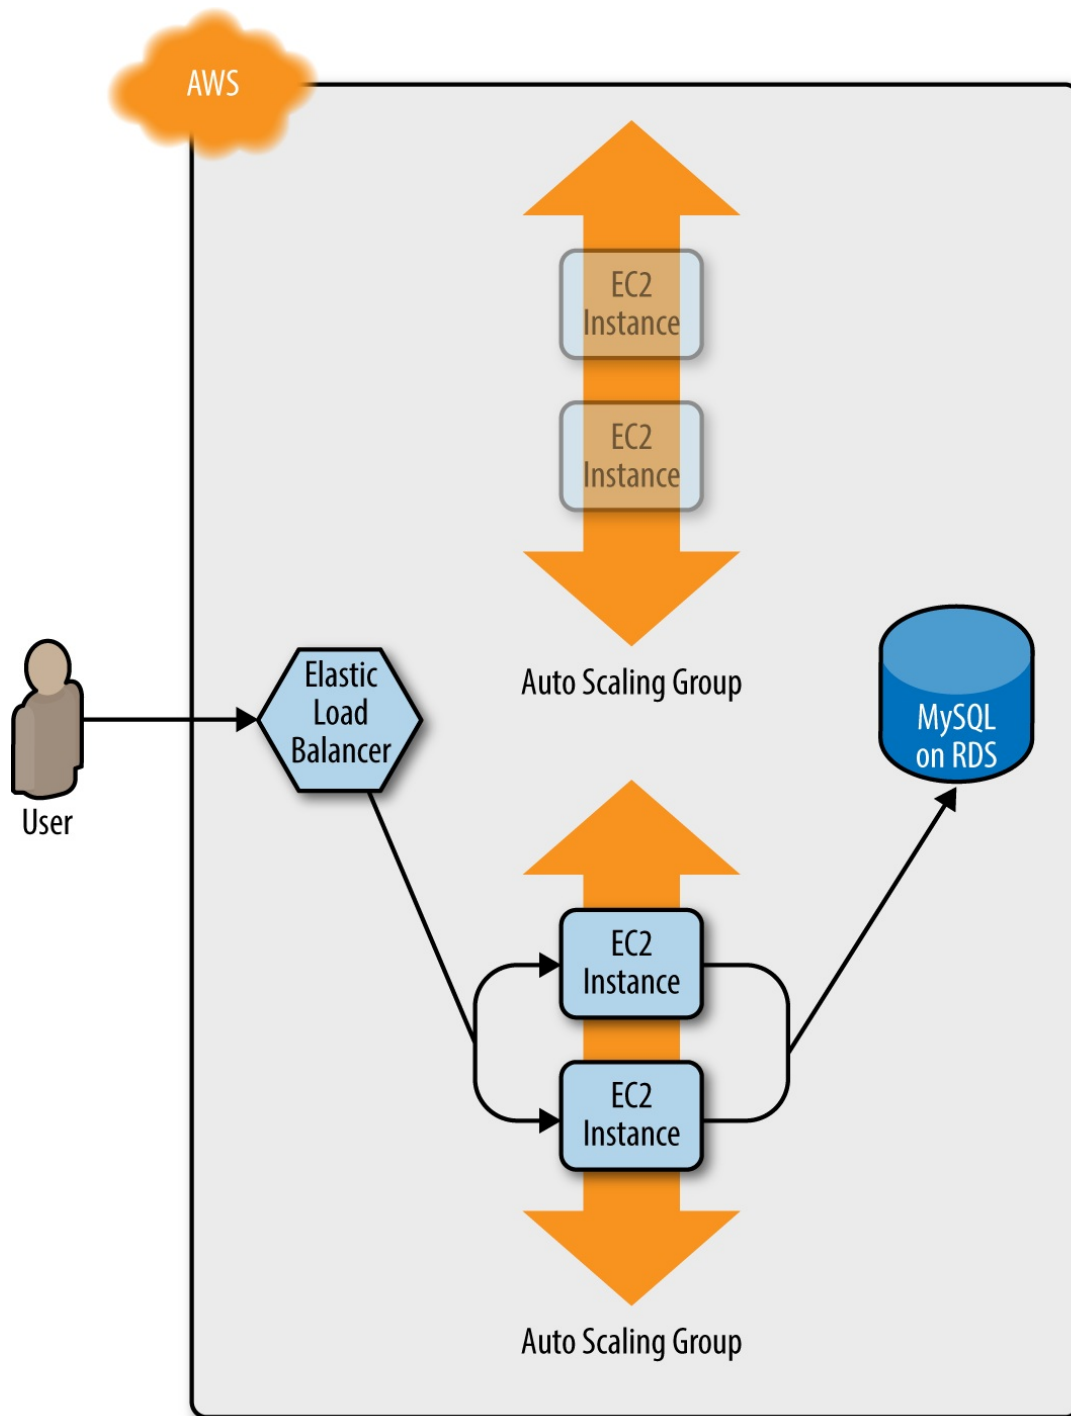 AWS
EC2
Instance
EC2
Instance
Auto Scaling Group
User
Elastic
Load
Balancer
MySQL
on RDS
EC2
Instance
EC2
Instance
Auto Scaling Group